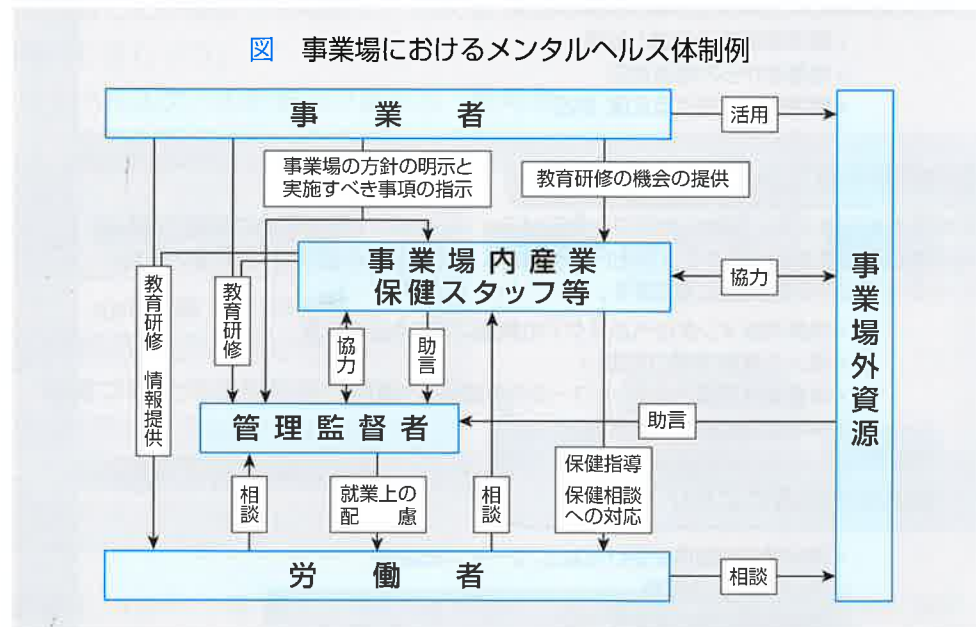 図　事業場におけるメンタルヘルス体制例
事業者
活用
事業場の方針の明示と
実施すべき事項の指示
教育研修の機会の提供
事業場内産業
保健スタッフ等
協力
事業場外資源
教育研修　情報提供
教育研修
協力
助言
管理監督者
助言
相談
就業上の
配慮
相談
保健指導
保健相談
への対応
労働者
相談